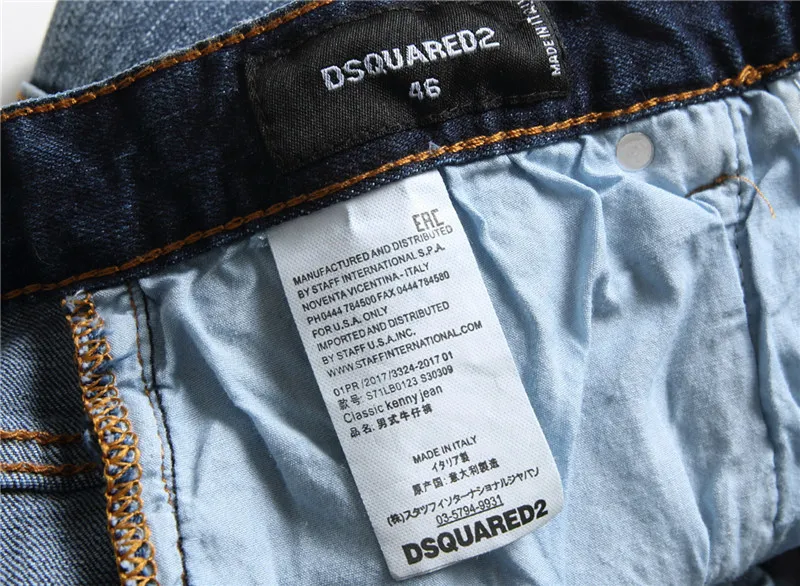 DSQUARED2
46
MADE IN ITALY
EAC
MANUFACTURED AND DISTRIBUTED
BY STAFF INTERNATIONAL S.P.A.
NOVENTA VICENTINA - ITALY
PH0444 784500 FAX 0444 784580
FOR U.S.A. ONLY
IMPORTED AND DISTRIBUTED
BY STAFF U.S.A.INC.
WWW.STAFFINTERNATIONAL.COM
01PR / 2017 / 3324-2017 01
款号: S71LB0123 S30309
Classic kenny jean
品名: 男式牛仔裤
MADE IN ITALY
イタリア製
原产国: 意大利製造
(株)スタッフインターナショナルジャパン
03-5794-9931
DSQUARED2